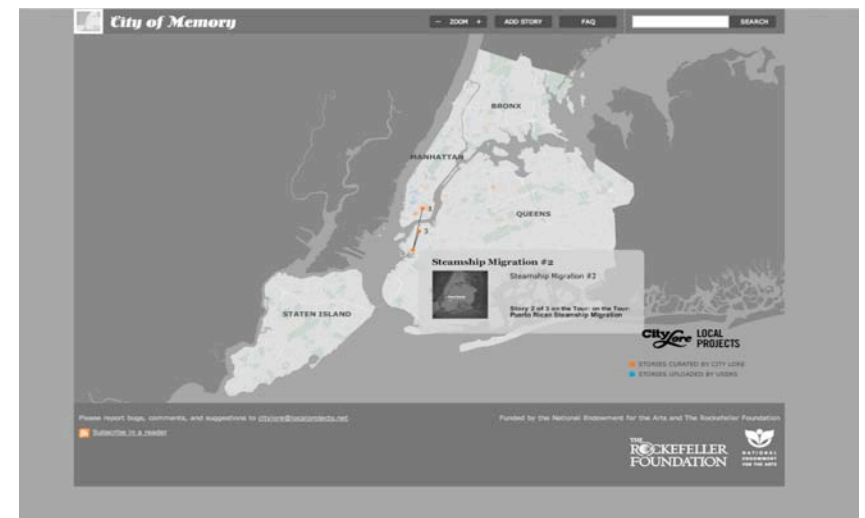 City of Memory
− ZOOM +
ADD STORY
FAQ
SEARCH
BRONX
MANHATTAN
QUEENS
1
3
Steamship Migration #2
Steamship Migration #2
Story 2 of 3 on the Tour: on the Tour:
Puerto Rican Steamship Migration
STATEN ISLAND
City Lore
LOCAL
PROJECTS
STORIES CURATED BY CITY LORE
STORIES UPLOADED BY USERS
Please report bugs, comments, and suggestions to citylore@localprojects.net
Funded by the National Endowment for the Arts and The Rockefeller Foundation
Subscribe in a reader
THE
ROCKEFELLER
FOUNDATION
NATIONAL
ENDOWMENT
FOR THE ARTS